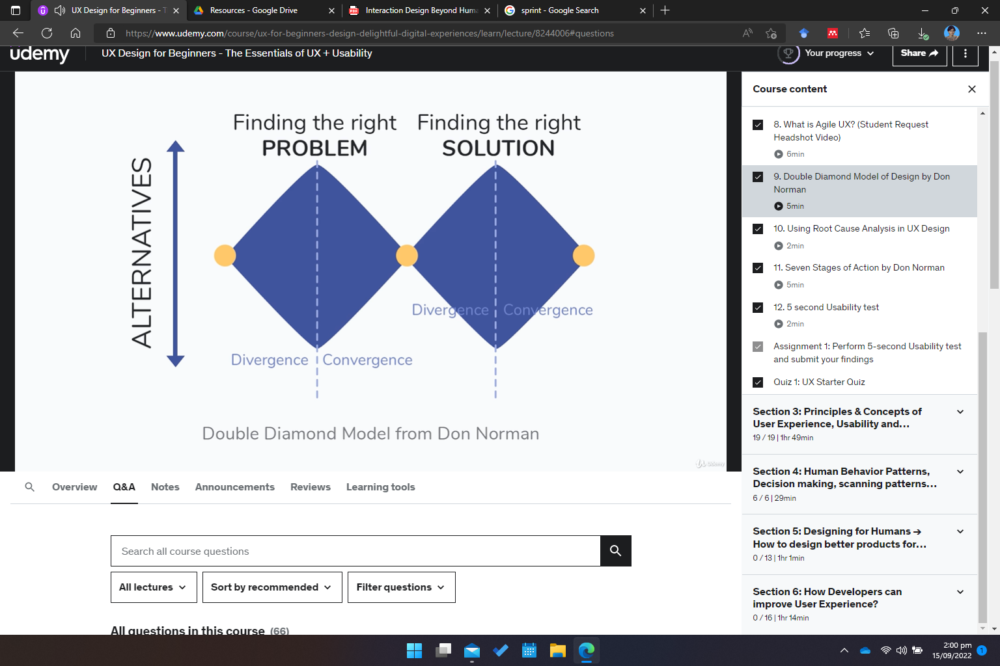 UX Design for Beginners - T
Resources - Google Drive
Interaction Design Beyond Huma
sprint - Google Search
https://www.udemy.com/course/ux-for-beginners-design-delightful-digital-experiences/learn/lecture/8244006#questions
udemy
UX Design for Beginners - The Essentials of UX + Usability
Your progress
Share
Finding the right
PROBLEM
Finding the right
SOLUTION
ALTERNATIVES
Divergence
Convergence
Divergence
Convergence
Double Diamond Model from Don Norman
Udemy
Course content
8. What is Agile UX? (Student Request
Headshot Video)
6min
9. Double Diamond Model of Design by Don
Norman
5min
10. Using Root Cause Analysis in UX Design
2min
11. Seven Stages of Action by Don Norman
5min
12. 5 second Usability test
2min
Assignment 1: Perform 5-second Usability test
and submit your findings
Quiz 1: UX Starter Quiz
Section 3: Principles & Concepts of
User Experience, Usability and...
19 / 19 | 1hr 49min
Section 4: Human Behavior Patterns,
Decision making, scanning patterns...
6 / 6 | 29min
Section 5: Designing for Humans →
How to design better products for...
0 / 13 | 1hr 1min
Section 6: How Developers can
improve User Experience?
0 / 16 | 1hr 14min
Overview
Q&A
Notes
Announcements
Reviews
Learning tools
Search all course questions
All lectures
Sort by recommended
Filter questions
All questions in this course (66)
2:00 pm
15/09/2022
1